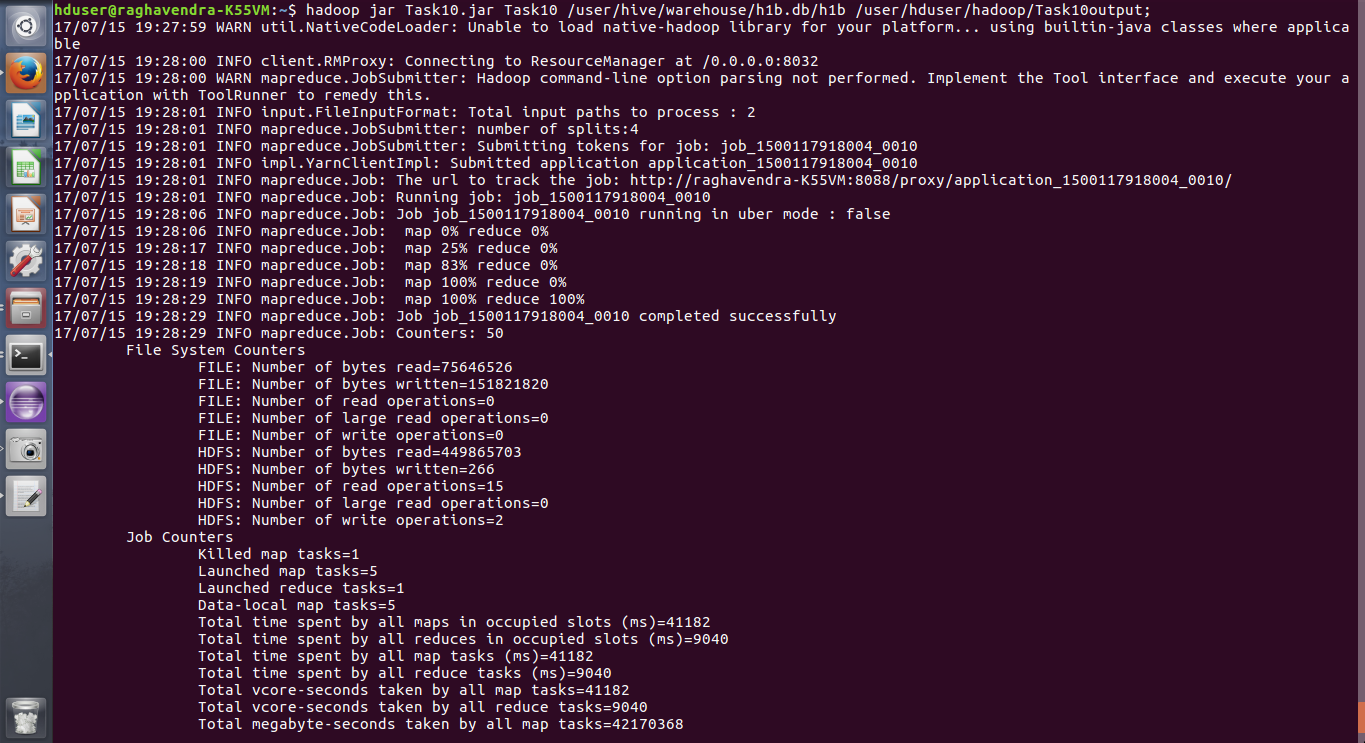 hduser@raghavendra-K55VM:~$ hadoop jar Task10.jar Task10 /user/hive/warehouse/h1b.db/h1b /user/hduser/hadoop/Task10output;
17/07/15 19:27:59 WARN util.NativeCodeLoader: Unable to load native-hadoop library for your platform... using builtin-java classes where applica
ble
17/07/15 19:28:00 INFO client.RMProxy: Connecting to ResourceManager at /0.0.0.0:8032
17/07/15 19:28:00 WARN mapreduce.JobSubmitter: Hadoop command-line option parsing not performed. Implement the Tool interface and execute your a
pplication with ToolRunner to remedy this.
17/07/15 19:28:01 INFO input.FileInputFormat: Total input paths to process : 2
17/07/15 19:28:01 INFO mapreduce.JobSubmitter: number of splits:4
17/07/15 19:28:01 INFO mapreduce.JobSubmitter: Submitting tokens for job: job_1500117918004_0010
17/07/15 19:28:01 INFO impl.YarnClientImpl: Submitted application application_1500117918004_0010
17/07/15 19:28:01 INFO mapreduce.Job: The url to track the job: http://raghavendra-K55VM:8088/proxy/application_1500117918004_0010/
17/07/15 19:28:01 INFO mapreduce.Job: Running job: job_1500117918004_0010
17/07/15 19:28:06 INFO mapreduce.Job: Job job_1500117918004_0010 running in uber mode : false
17/07/15 19:28:06 INFO mapreduce.Job:  map 0% reduce 0%
17/07/15 19:28:17 INFO mapreduce.Job:  map 25% reduce 0%
17/07/15 19:28:18 INFO mapreduce.Job:  map 83% reduce 0%
17/07/15 19:28:19 INFO mapreduce.Job:  map 100% reduce 0%
17/07/15 19:28:29 INFO mapreduce.Job:  map 100% reduce 100%
17/07/15 19:28:29 INFO mapreduce.Job: Job job_1500117918004_0010 completed successfully
17/07/15 19:28:29 INFO mapreduce.Job: Counters: 50
File System Counters
FILE: Number of bytes read=75646526
FILE: Number of bytes written=151821820
FILE: Number of read operations=0
FILE: Number of large read operations=0
FILE: Number of write operations=0
HDFS: Number of bytes read=449865703
HDFS: Number of bytes written=266
HDFS: Number of read operations=15
HDFS: Number of large read operations=0
HDFS: Number of write operations=2
Job Counters
Killed map tasks=1
Launched map tasks=5
Launched reduce tasks=1
Data-local map tasks=5
Total time spent by all maps in occupied slots (ms)=41182
Total time spent by all reduces in occupied slots (ms)=9040
Total time spent by all map tasks (ms)=41182
Total time spent by all reduce tasks (ms)=9040
Total vcore-seconds taken by all map tasks=41182
Total vcore-seconds taken by all reduce tasks=9040
Total megabyte-seconds taken by all map tasks=42170368